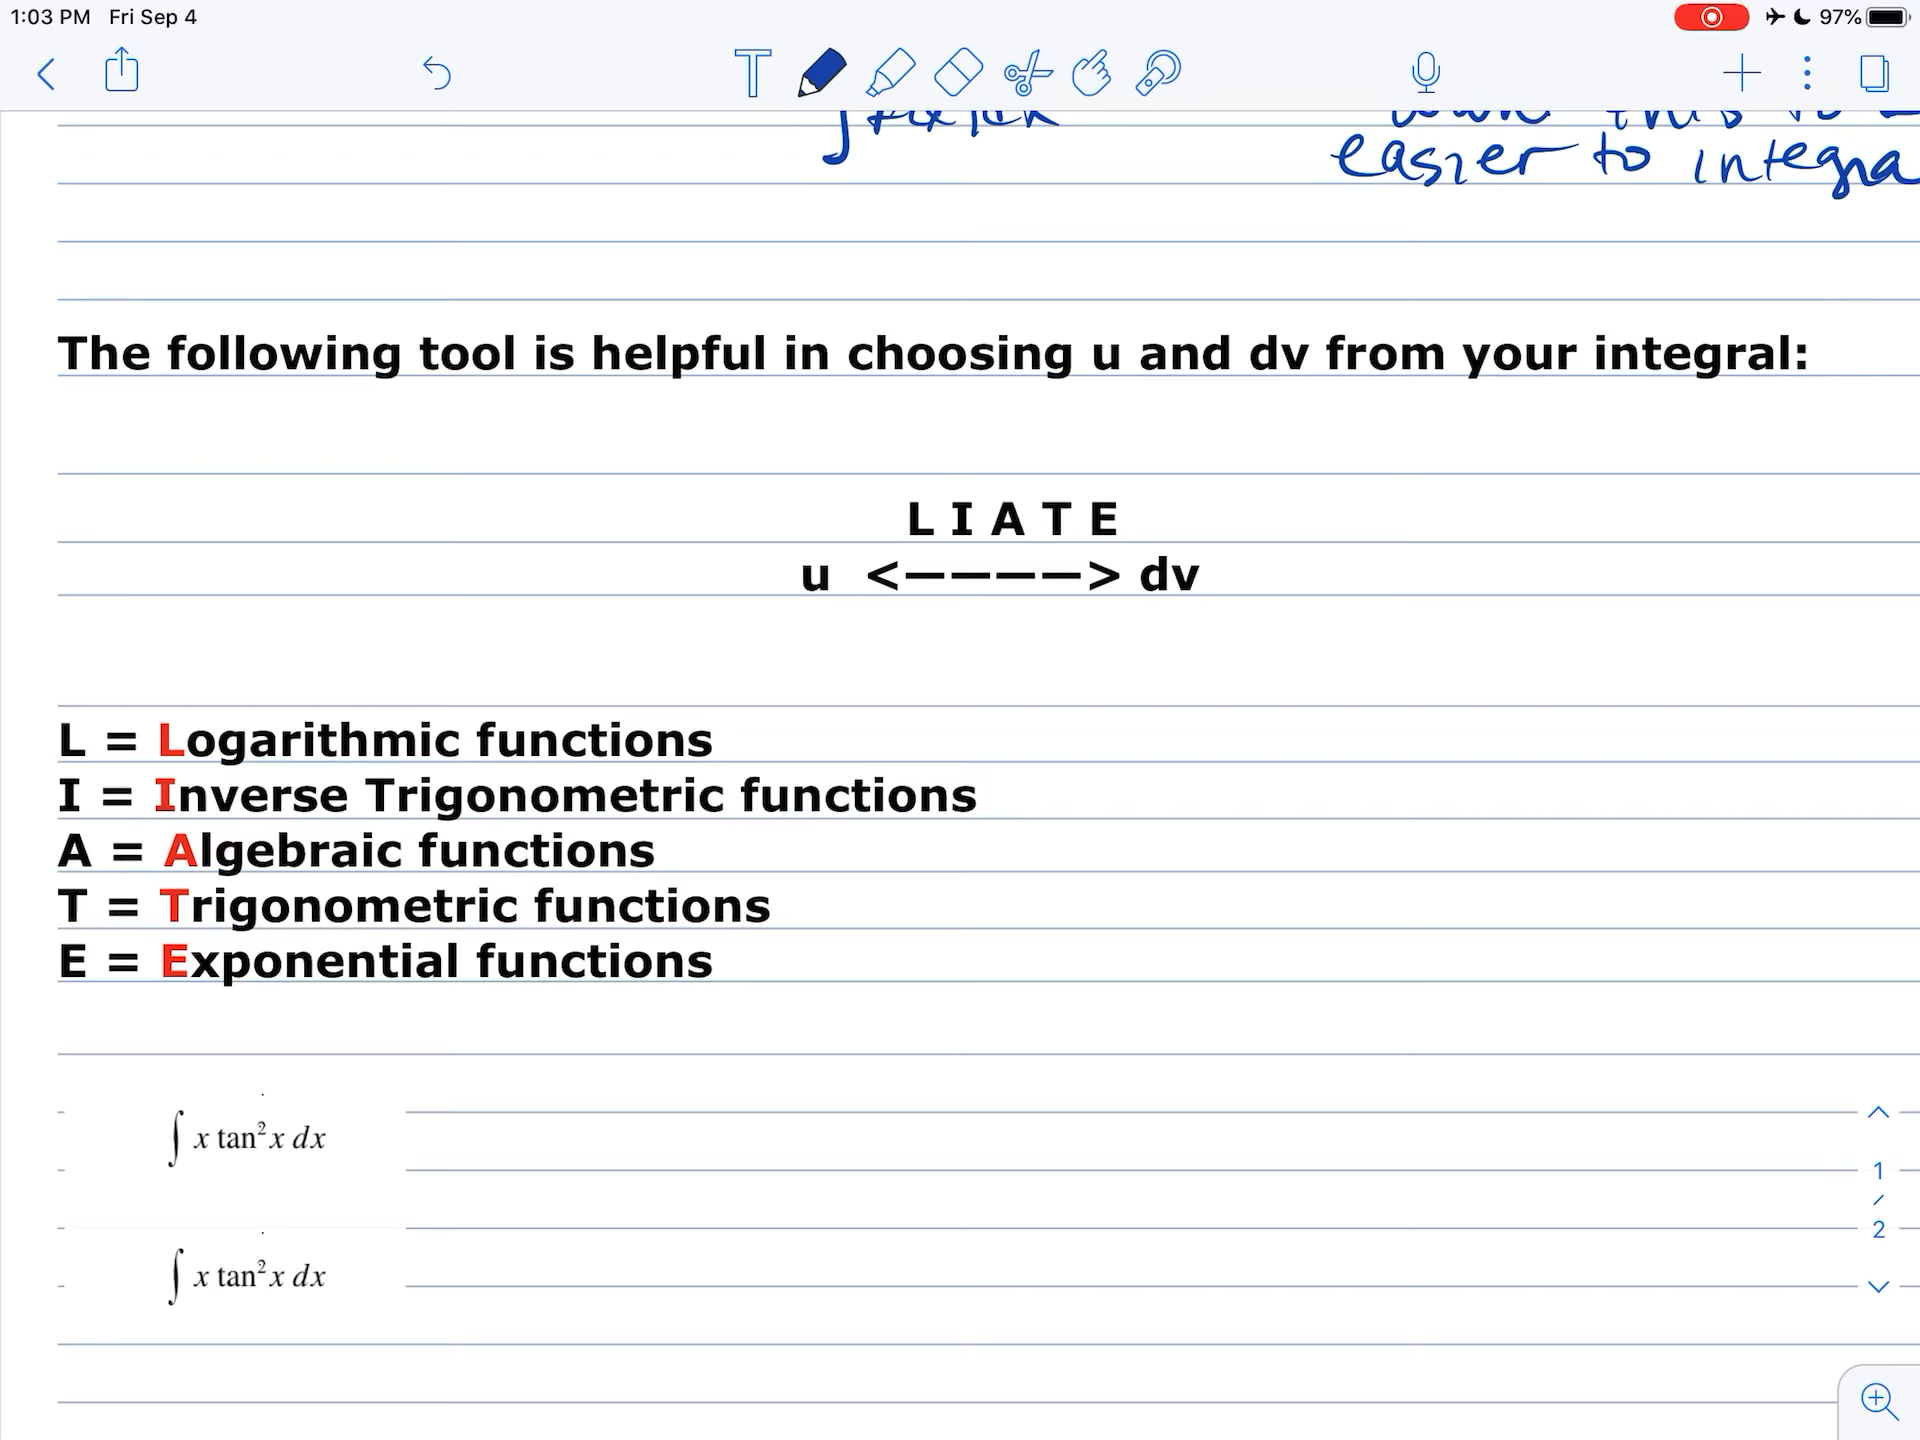 1:03 PM Fri Sep 4
97%
easier to integra
The following tool is helpful in choosing u and dv from your integral:
L I A T E
u <————> dv
L = Logarithmic functions
I = Inverse Trigonometric functions
A = Algebraic functions
T = Trigonometric functions
E = Exponential functions
∫ x tan² x dx
∫ x tan² x dx
1
/
2